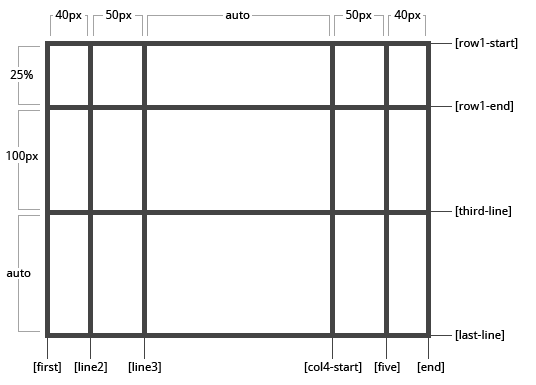 40px 50px auto 50px 40px
[row1-start]
25%
[row1-end]
100px
[third-line]
auto
[last-line]
[first] [line2] [line3] [col4-start] [five] [end]